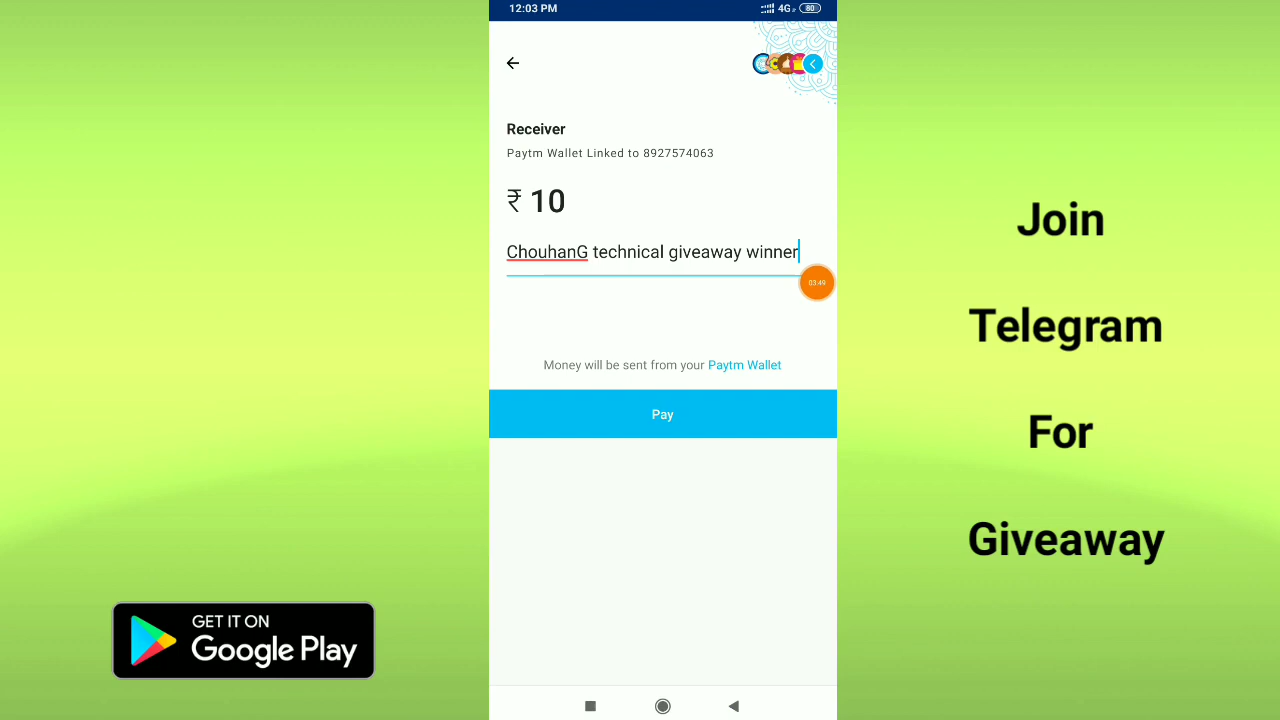 12:03 PM
4G
80
Receiver
Paytm Wallet Linked to 8927574063
₹ 10
ChouhanG technical giveaway winner
03:49
Money will be sent from your Paytm Wallet
Pay
Join
Telegram
For
Giveaway
GET IT ON
Google Play